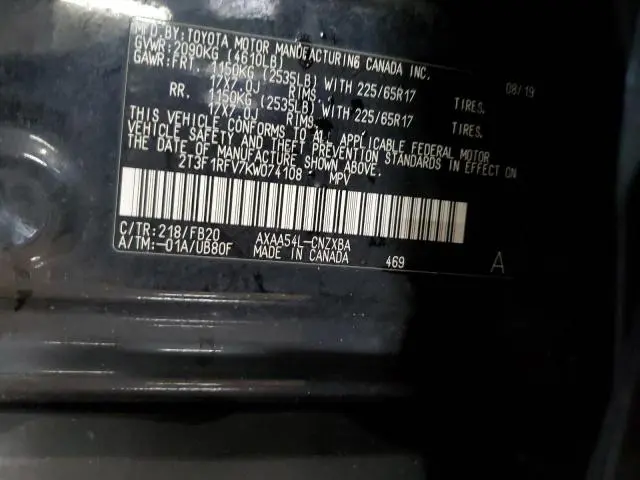 MFD.BY:TOYOTA MOTOR MANUFACTURING CANADA INC.
GVWR:2090KG (4610LB) 08/19
GAWR:FRT. 1150KG (2535LB) WITH 225/65R17 TIRES,
17X7.0J RIMS,
RR. 1150KG (2535LB) WITH 225/65R17 TIRES,
17X7.0J RIMS,
THIS VEHICLE CONFORMS TO ALL APPLICABLE FEDERAL MOTOR
VEHICLE SAFETY AND THEFT PREVENTION STANDARDS IN EFFECT ON
THE DATE OF MANUFACTURE SHOWN ABOVE.
2T3F1RFV7KW074108 MPV
C/TR:218/FB20 AXAA54L-CNZXBA
A/TM:-01A/UB80F MADE IN CANADA 469 A